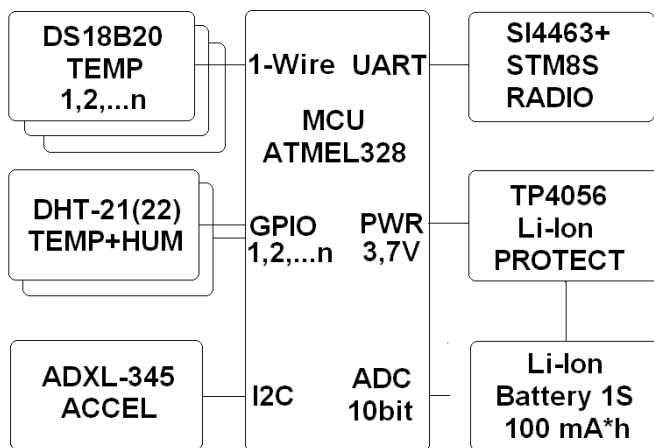 DS18B20
TEMP
1,2,...n
DHT-21(22)
TEMP+HUM
ADXL-345
ACCEL
1-Wire UART
MCU
ATMEL328
GPIO PWR
1,2,...n 3,7V
I2C ADC
10bit
SI4463+
STM8S
RADIO
TP4056
Li-Ion
PROTECT
Li-Ion
Battery 1S
100 mA*h